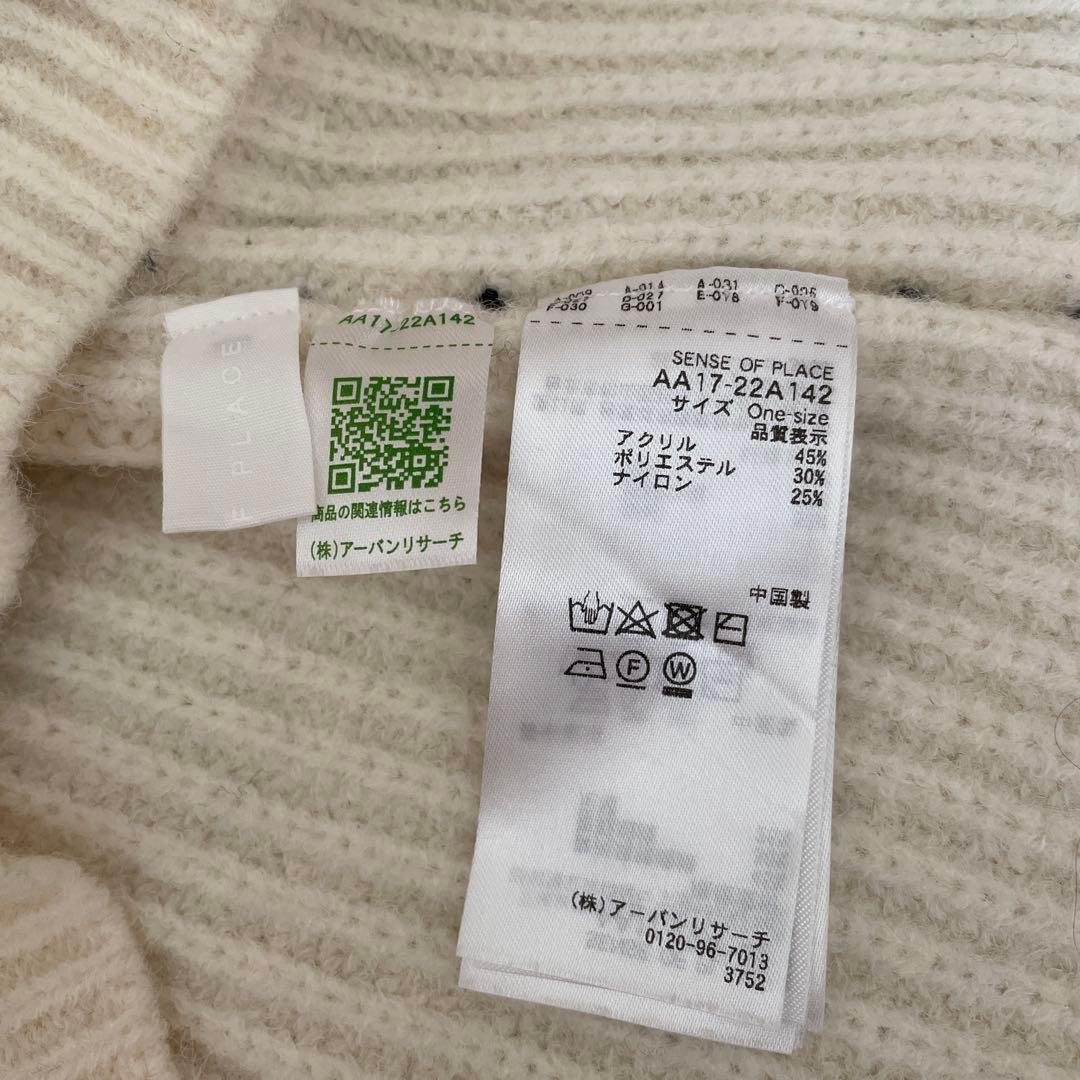 F PLACE
AA17-22A142
商品の関連情報はこちら
(株)アーバンリサーチ
A-014 A-031
D-027 E-078
F-030 G-001 F-079
SENSE OF PLACE
AA17-22A142
サイズ One-size
品質表示
アクリル 45%
ポリエステル 30%
ナイロン 25%
中国製
F W
(株)アーバンリサーチ
0120-96-7013
3752